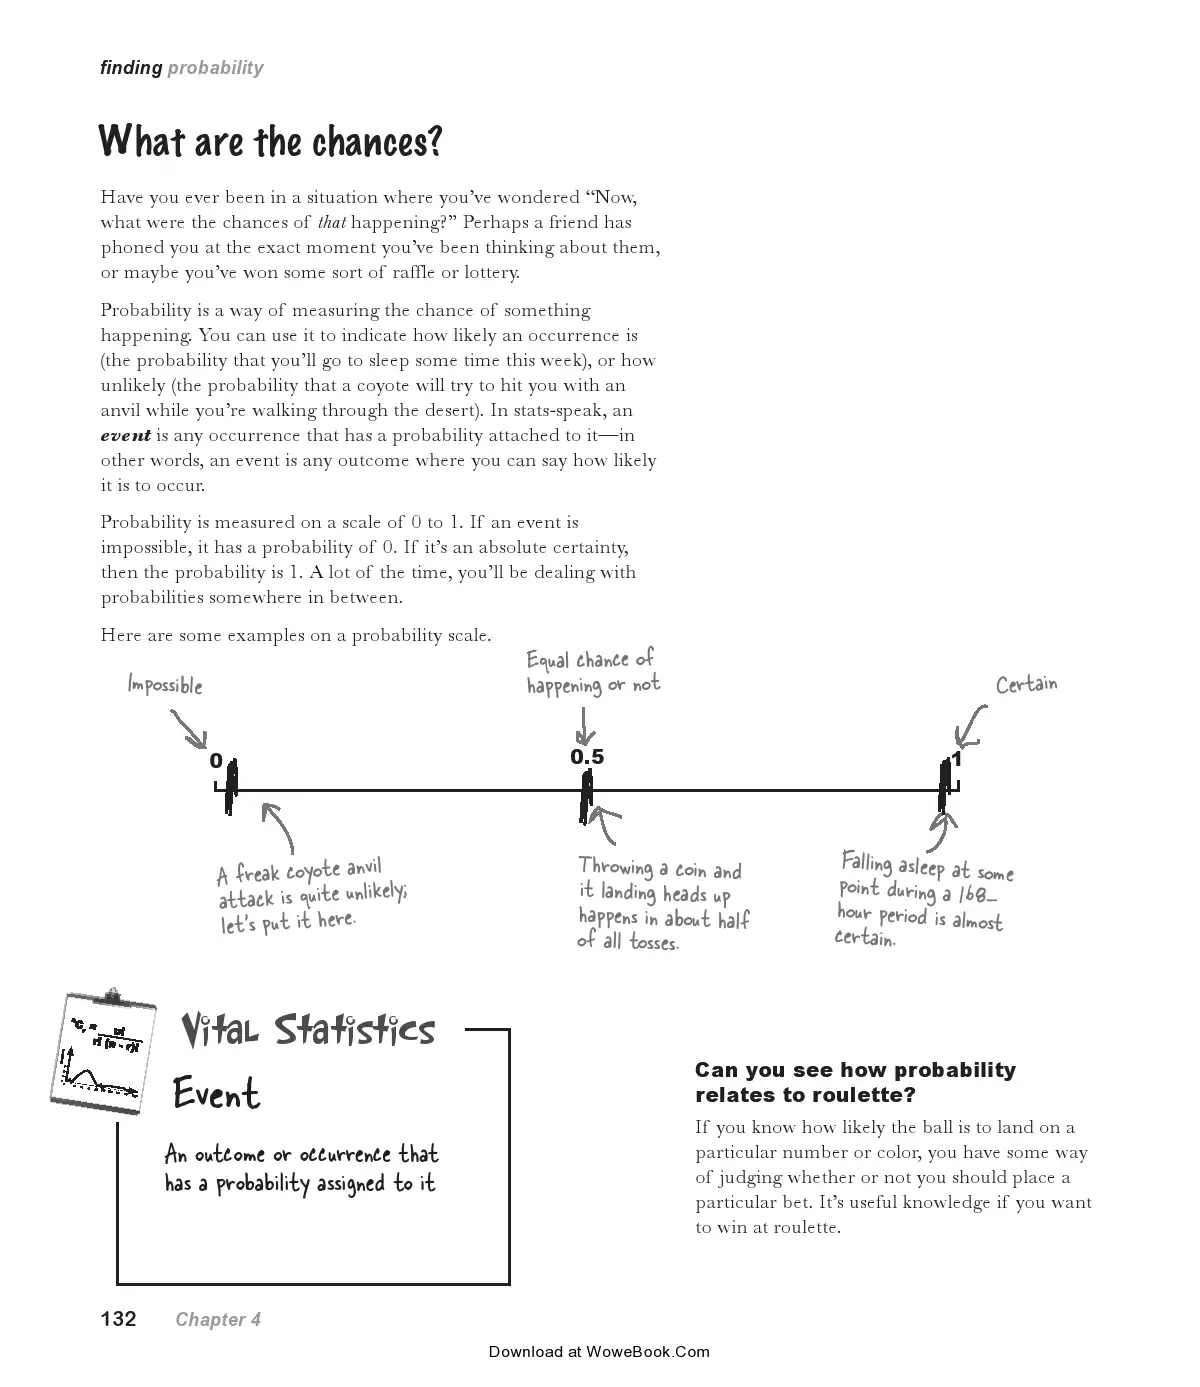 finding probability
What are the chances?
Have you ever been in a situation where you’ve wondered “Now,
what were the chances of that happening?” Perhaps a friend has
phoned you at the exact moment you’ve been thinking about them,
or maybe you’ve won some sort of raffle or lottery.
Probability is a way of measuring the chance of something
happening. You can use it to indicate how likely an occurrence is
(the probability that you’ll go to sleep some time this week), or how
unlikely (the probability that a coyote will try to hit you with an
anvil while you’re walking through the desert). In stats-speak, an
event is any occurrence that has a probability attached to it—in
other words, an event is any outcome where you can say how likely
it is to occur.
Probability is measured on a scale of 0 to 1. If an event is
impossible, it has a probability of 0. If it’s an absolute certainty,
then the probability is 1. A lot of the time, you’ll be dealing with
probabilities somewhere in between.
Here are some examples on a probability scale.
Impossible
Equal chance of
happening or not
Certain
0
0.5
1
A freak coyote anvil
attack is quite unlikely;
let’s put it here.
Throwing a coin and
it landing heads up
happens in about half
of all tosses.
Falling asleep at some
point during a 168-
hour period is almost
certain.
Vital Statistics
Event
An outcome or occurrence that
has a probability assigned to it
Can you see how probability
relates to roulette?
If you know how likely the ball is to land on a
particular number or color, you have some way
of judging whether or not you should place a
particular bet. It’s useful knowledge if you want
to win at roulette.
132 Chapter 4
Download at WoweBook.Com